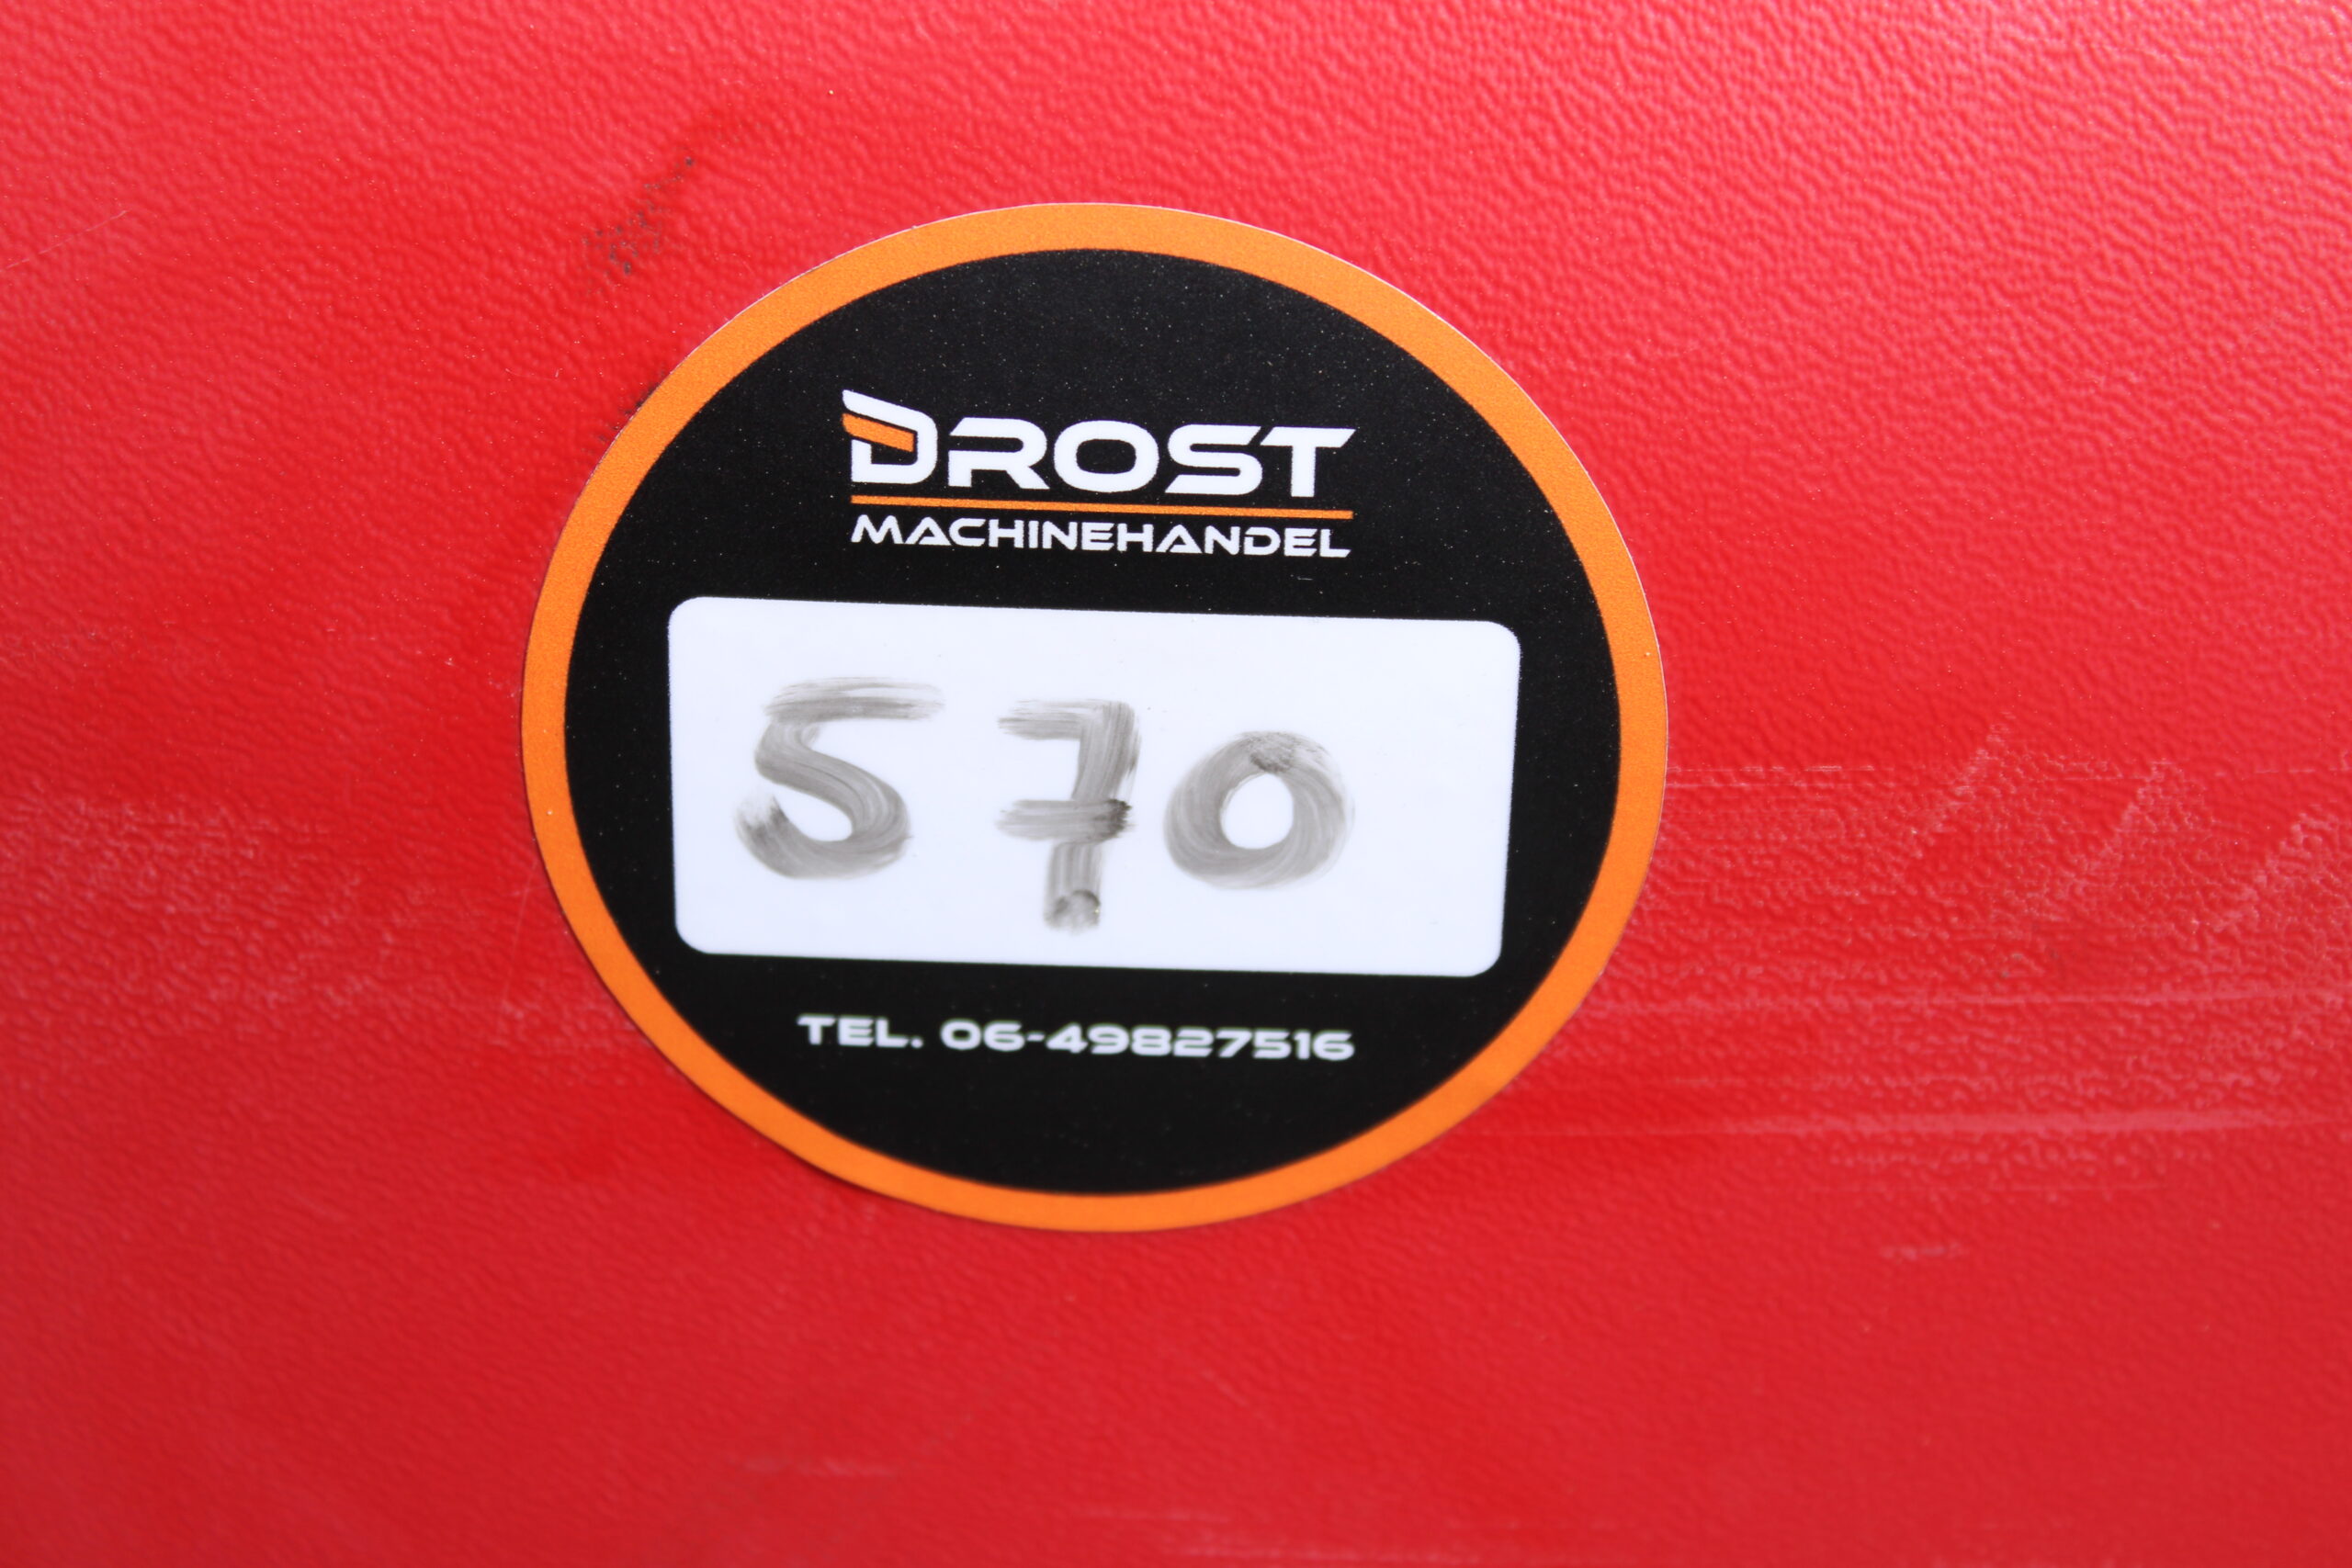 DROST
MACHINEHANDEL
570
TEL. 06-49827516